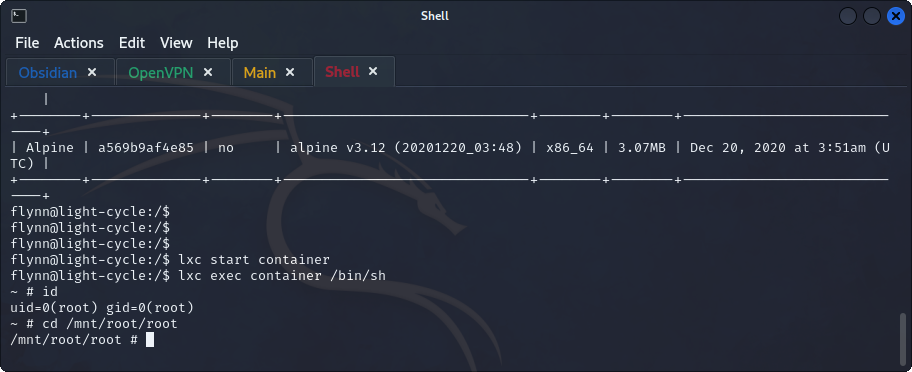 Shell
File Actions Edit View Help
Obsidian × OpenVPN × Main × Shell ×
|
+--------+--------------+--------+-------------------------------+--------+--------+--------------------------
----+
| Alpine | a569b9af4e85 | no | alpine v3.12 (20201220_03:48) | x86_64 | 3.07MB | Dec 20, 2020 at 3:51am (U
TC) |
+--------+--------------+--------+-------------------------------+--------+--------+--------------------------
----+
flynn@light-cycle:/$
flynn@light-cycle:/$
flynn@light-cycle:/$
flynn@light-cycle:/$ lxc start container
flynn@light-cycle:/$ lxc exec container /bin/sh
~ # id
uid=0(root) gid=0(root)
~ # cd /mnt/root/root
/mnt/root/root #